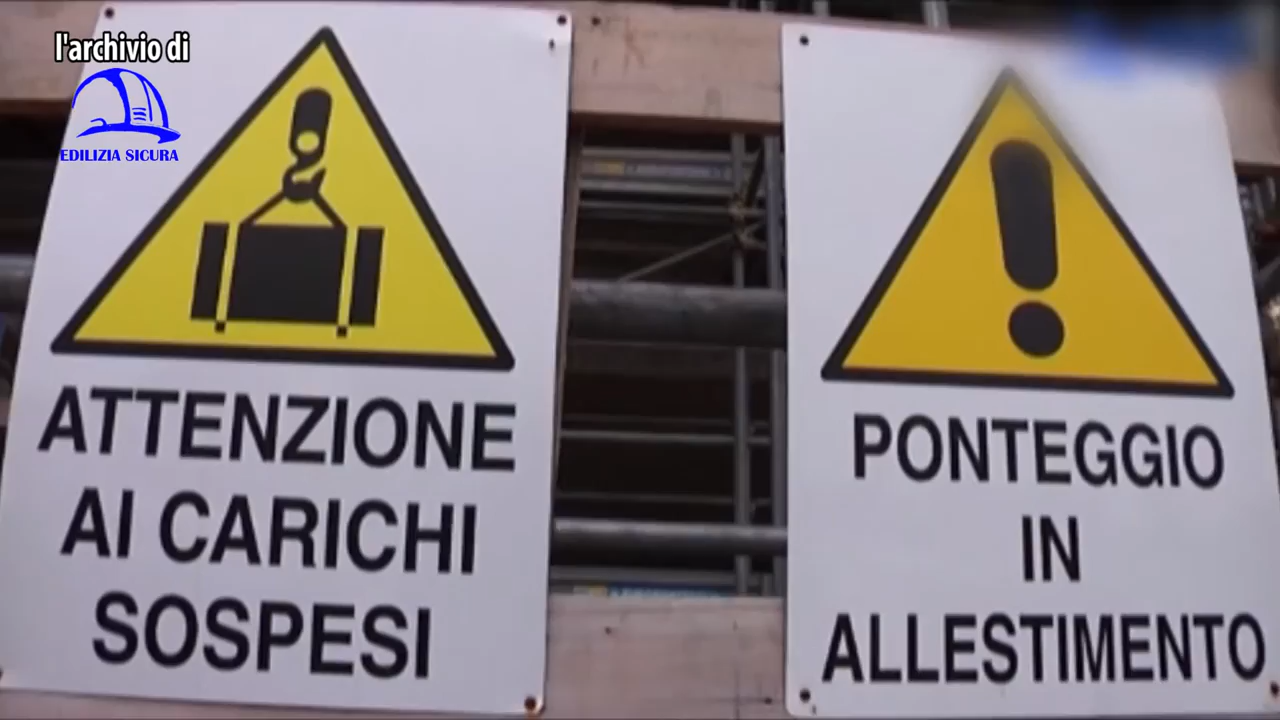 l'archivio di
EDILIZIA SICURA
ATTENZIONE
AI CARICHI
SOSPESI
PONTEGGIO
IN
ALLESTIMENTO